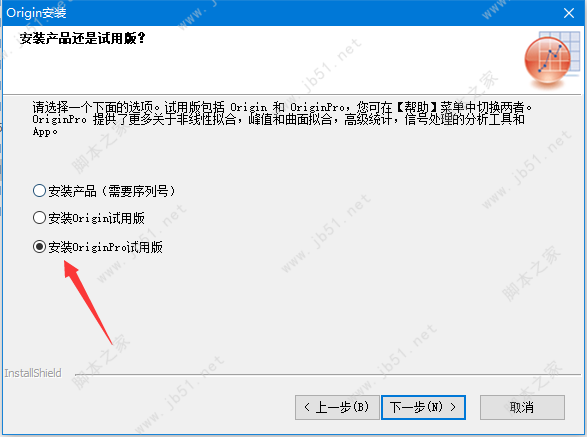 Origin安装
安装产品还是试用版?
请选择一个下面的选项。试用版包括 Origin 和 OriginPro，您可在【帮助】菜单中切换两者。
OriginPro 提供了更多关于非线性拟合，峰值和曲面拟合，高级统计，信号处理的分析工具和
App。
安装产品（需要序列号）
安装Origin试用版
安装OriginPro试用版
InstallShield
< 上一步(B)
下一步(N) >
取消
www.jb51.net
脚本之家